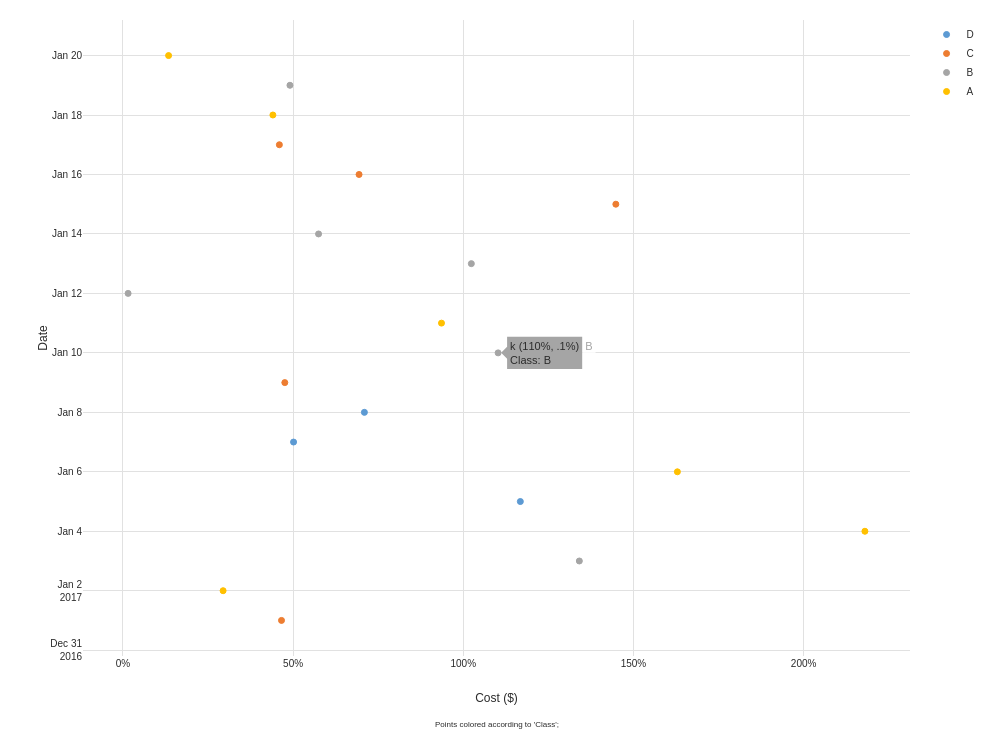 D
C
B
A
Jan 20
Jan 18
Jan 16
Jan 14
Jan 12
Jan 10
Jan 8
Jan 6
Jan 4
Jan 2
2017
Dec 31
2016
Date
k (110%, .1%) B
Class: B
0% 50% 100% 150% 200%
Cost ($)
Points colored according to 'Class';